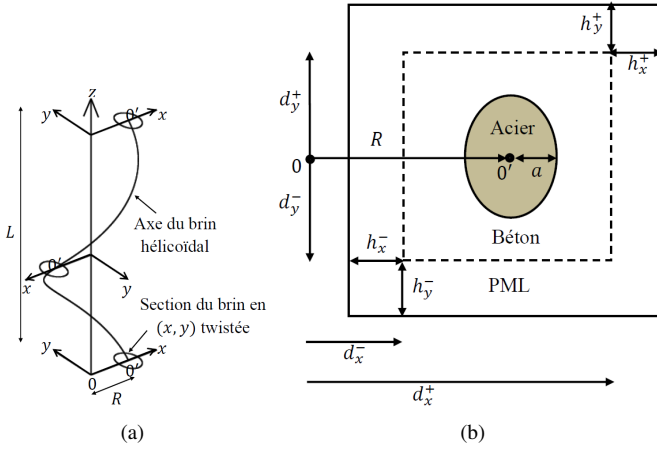 z
y
0'
x
L
Axe du brin
hélicoïdal
0'
x
y
Section du brin en
(x, y) twistée
y
0'
x
0
R
(a)
h_y^+
h_x^+
d_y^+
Acier
R
0
0'
a
d_y^-
h_x^-
Béton
h_y^-
PML
d_x^-
d_x^+
(b)